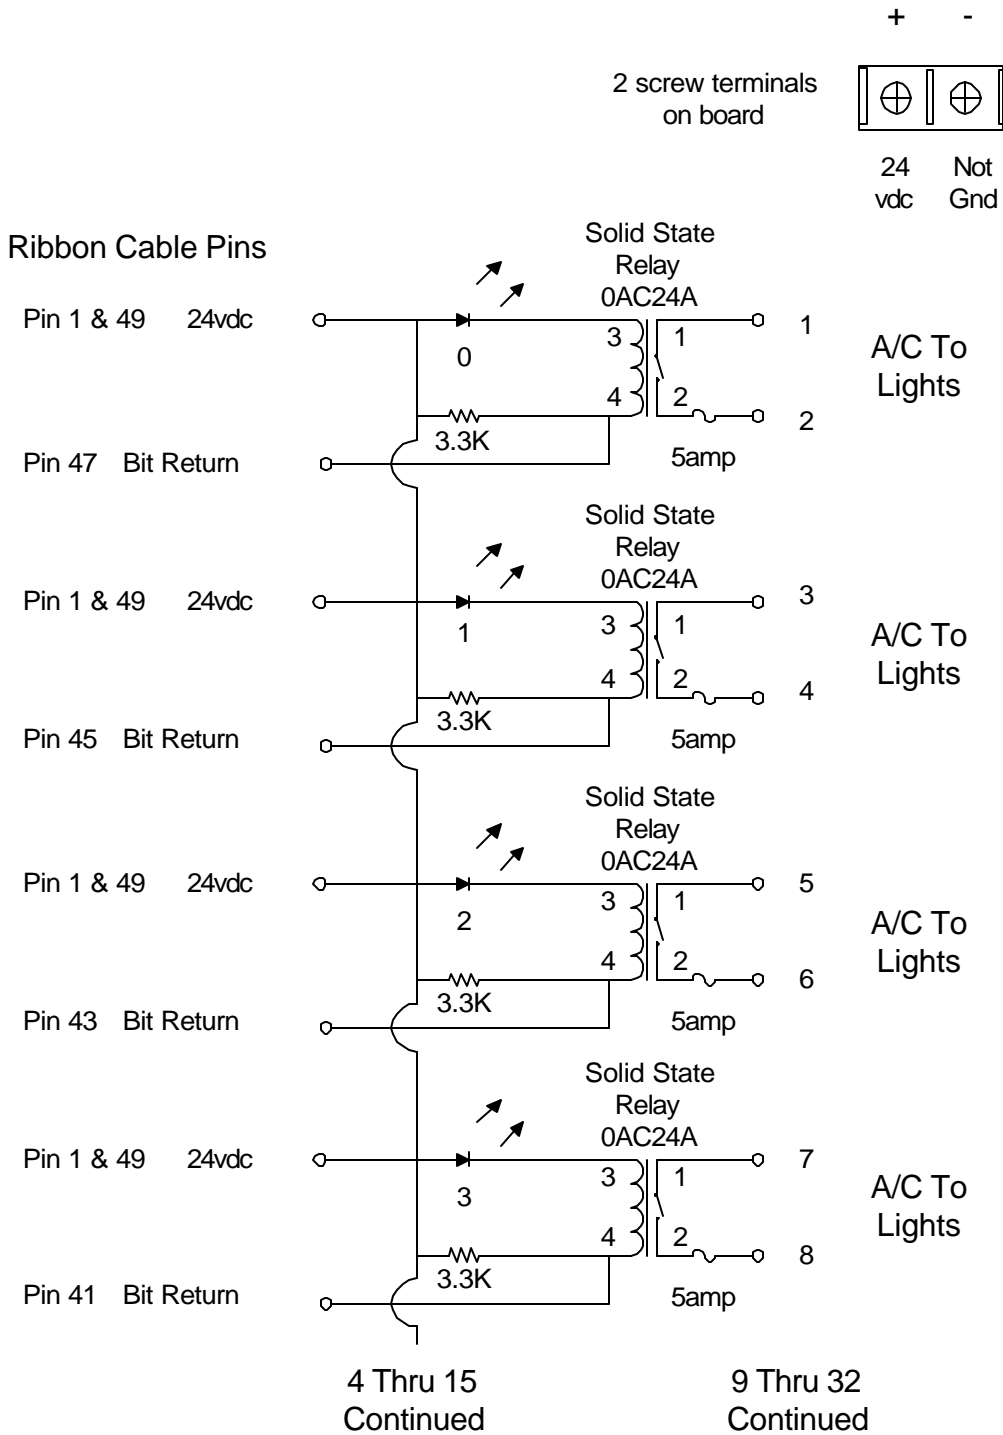 + -
2 screw terminals
on board
24 Not
vdc Gnd
Ribbon Cable Pins
Solid State
Relay
0AC24A
Pin 1 & 49 24vdc
0
3 1
4 2
1
2
A/C To
Lights
3.3K
5amp
Pin 47 Bit Return
Solid State
Relay
0AC24A
Pin 1 & 49 24vdc
1
3 1
4 2
3
4
A/C To
Lights
3.3K
5amp
Pin 45 Bit Return
Solid State
Relay
0AC24A
Pin 1 & 49 24vdc
2
3 1
4 2
5
6
A/C To
Lights
3.3K
5amp
Pin 43 Bit Return
Solid State
Relay
0AC24A
Pin 1 & 49 24vdc
3
3 1
4 2
7
8
A/C To
Lights
3.3K
5amp
Pin 41 Bit Return
4 Thru 15
Continued
9 Thru 32
Continued